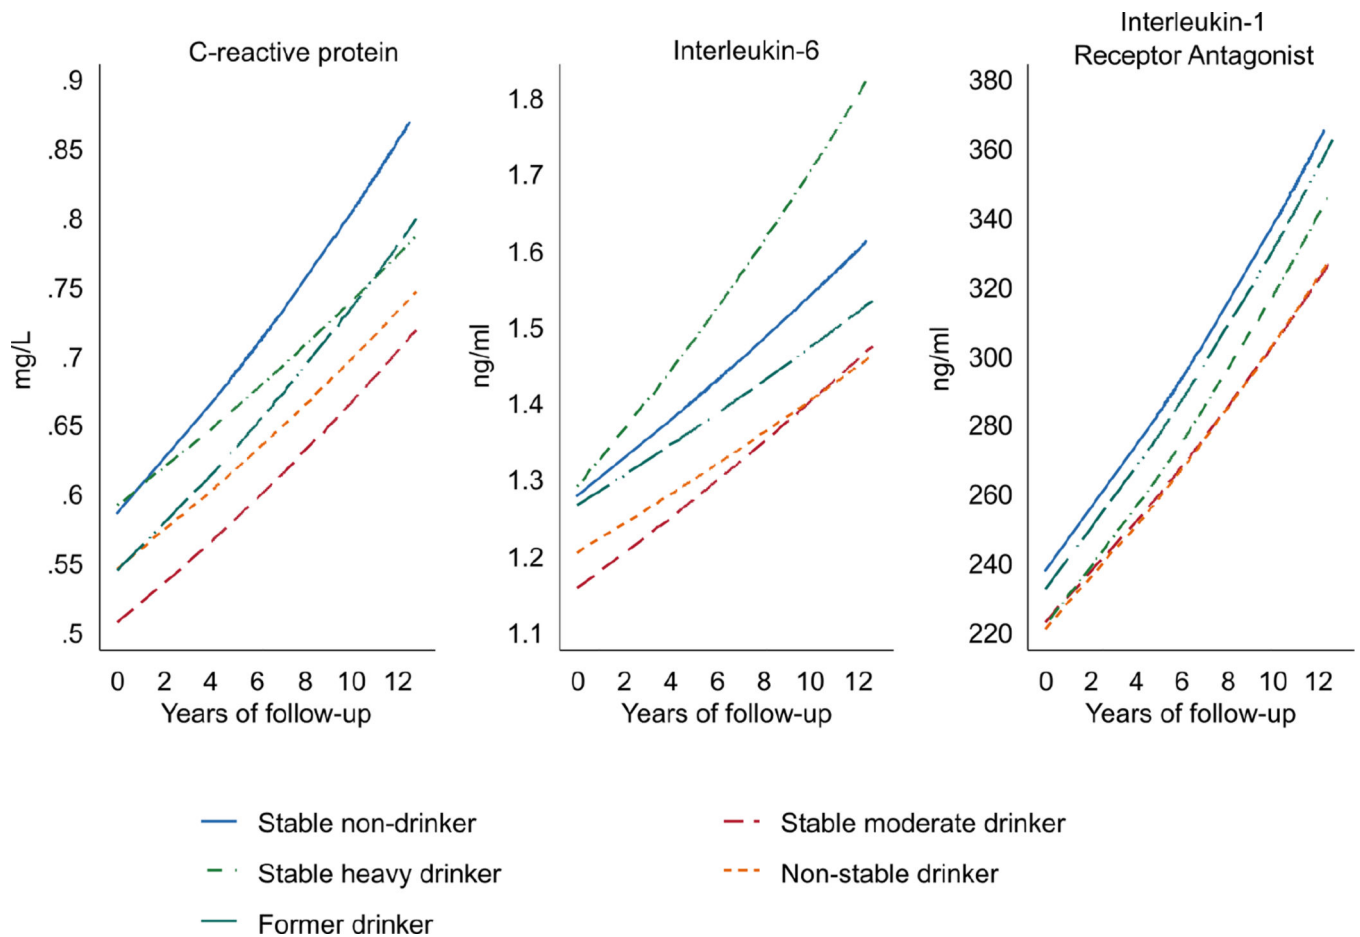 C-reactive protein
.9
.85
.8
.75
.7
.65
.6
.55
.5
mg/L
0 2 4 6 8 10 12
Years of follow-up
Interleukin-6
1.8
1.7
1.6
1.5
1.4
1.3
1.2
1.1
ng/ml
0 2 4 6 8 10 12
Years of follow-up
Interleukin-1
Receptor Antagonist
380
360
340
320
300
280
260
240
220
ng/ml
0 2 4 6 8 10 12
Years of follow-up
Stable non-drinker
Stable heavy drinker
Former drinker
Stable moderate drinker
Non-stable drinker